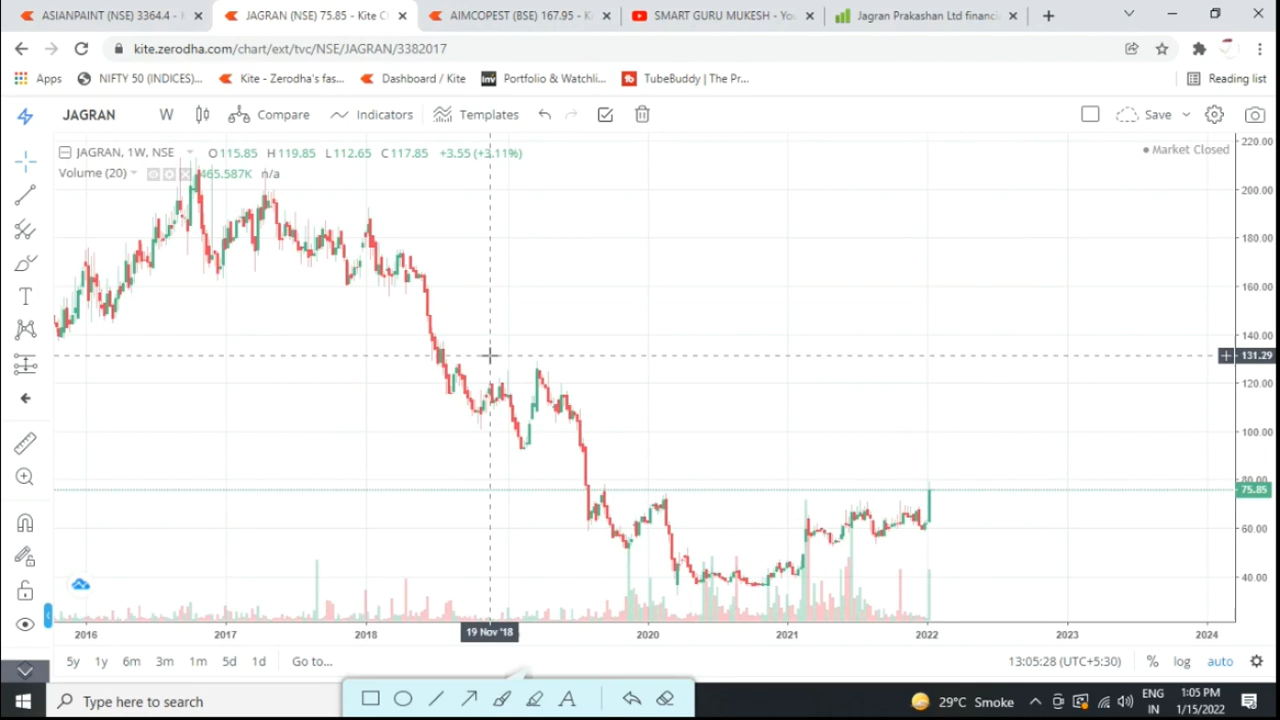 ASIANPAINT (NSE) 3364.4 - JAGRAN (NSE) 75.85 - Kite C AIMCOPEST (BSE) 167.95 - Kite SMART GURU MUKESH - You Jagran Prakashan Ltd financi
kite.zerodha.com/chart/ext/tvc/NSE/JAGRAN/3382017
Apps NIFTY 50 (INDICES)... Kite - Zerodha's fas... Dashboard / Kite Inv Portfolio & Watchli... tb TubeBuddy | The Pr... Reading list
JAGRAN W Compare Indicators Templates Save
JAGRAN, 1W, NSE O115.85 H119.85 L112.65 C117.85 +3.55 (+3.11%) Market Closed
Volume (20) 465.587K n/a
220.00
200.00
180.00
160.00
140.00
131.29
120.00
100.00
80.00
75.85
60.00
40.00
2016 2017 2018 19 Nov '18 2020 2021 2022 2023 2024
5y 1y 6m 3m 1m 5d 1d Go to... 13:05:28 (UTC+5:30) % log auto
Type here to search A 29°C Smoke ENG IN 1:05 PM 1/15/2022